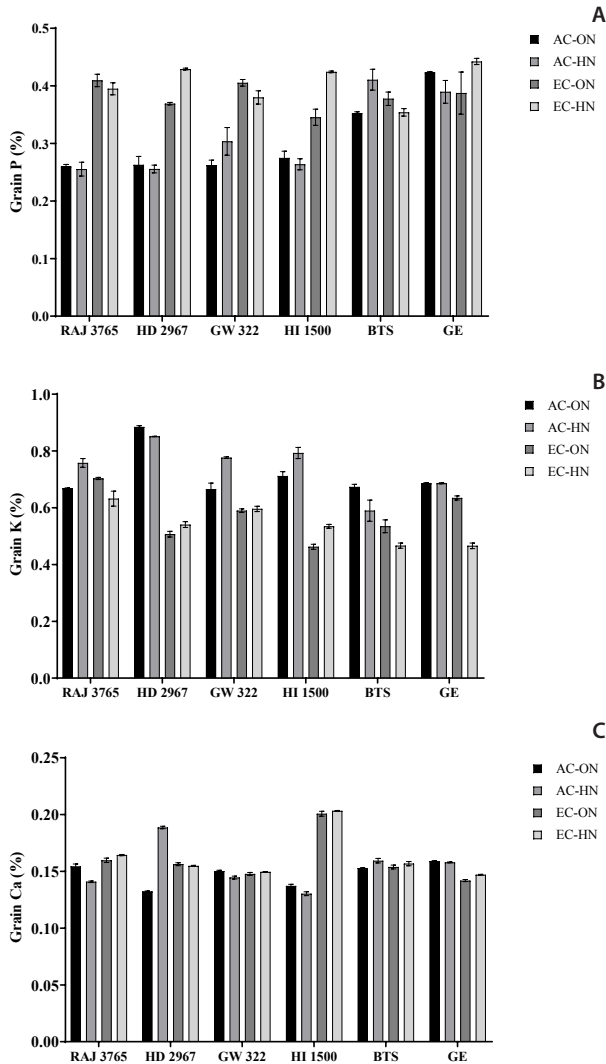 A
AC-ON
AC-HN
EC-ON
EC-HN
Grain P (%)
0.5
0.4
0.3
0.2
0.1
0.0
RAJ 3765 HD 2967 GW 322 HI 1500 BTS GE
B
AC-ON
AC-HN
EC-ON
EC-HN
Grain K (%)
1.0
0.8
0.6
0.4
0.2
0.0
RAJ 3765 HD 2967 GW 322 HI 1500 BTS GE
C
AC-ON
AC-HN
EC-ON
EC-HN
Grain Ca (%)
0.25
0.20
0.15
0.10
0.05
0.00
RAJ 3765 HD 2967 GW 322 HI 1500 BTS GE